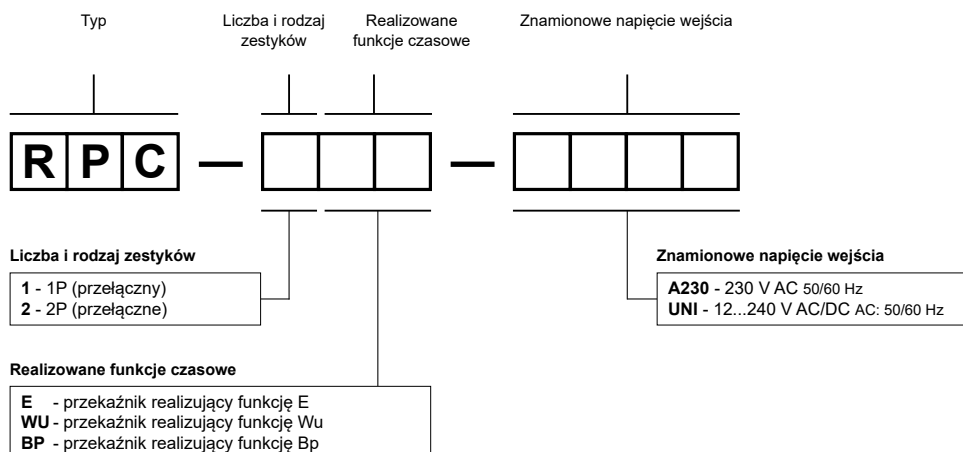 Typ
Liczba i rodzaj
zestyków
Realizowane
funkcje czasowe
Znamionowe napięcie wejścia
RPC — —
Liczba i rodzaj zestyków
1 - 1P (przełączny)
2 - 2P (przełączne)
Znamionowe napięcie wejścia
A230 - 230 V AC 50/60 Hz
UNI - 12...240 V AC/DC AC: 50/60 Hz
Realizowane funkcje czasowe
E - przekaźnik realizujący funkcję E
WU - przekaźnik realizujący funkcję Wu
BP - przekaźnik realizujący funkcję Bp